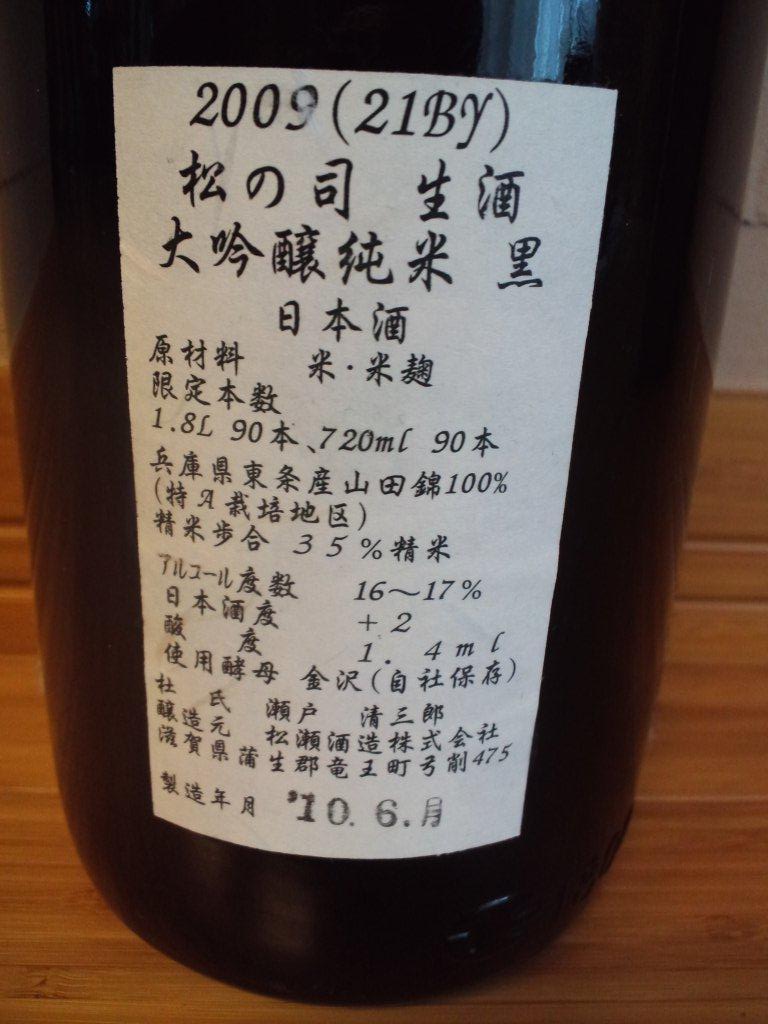 2009(21BY)
松の司 生酒
大吟醸純米 黒
日本酒
原材料 米・米麹
限定本数
1.8L 90本、720ml 90本
兵庫県東条産山田錦100%
(特A栽培地区)
精米歩合 35%精米
アルコール度数 16～17%
日本酒度 +2
酸度 1.4ml
使用酵母 金沢(自社保存)
杜氏 瀬戸 清三郎
醸造元 松瀬酒造株式会社
滋賀県蒲生郡竜王町弓削475
製造年月 '10.6.月